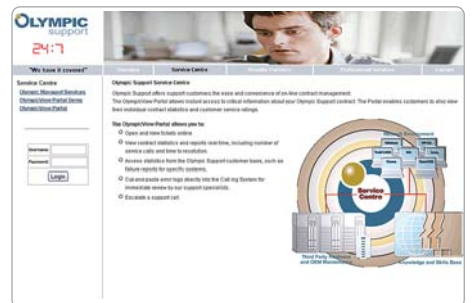 OLYMPIC
support
24:7
"We have it covered"
Service Centre
Service Centre
Olympic Managed Services
OlympicView Portal Demo
OlympicView Portal
Username:
Password:
Login
Olympic Support Service Centre
Olympic Support offers support customers the ease and convenience of on-line contract management.
The OlympicView Portal allows instant access to critical information about your Olympic Support contract. The Portal enables customers to also view
their individual contract statistics and customer service ratings.
The OlympicView Portal allows you to:
Open and view tickets online
View contract statistics and reports real-time, including number of
service calls and time to resolution.
Access statistics from the Olympic Support customer base, such as
failure reports for specific systems.
Cut-and-paste error logs directly into the Call-log System for
immediate review by our support specialists.
Escalate a support call
Service
Centre
Third Party
and OEM
Knowledge and Skills Base